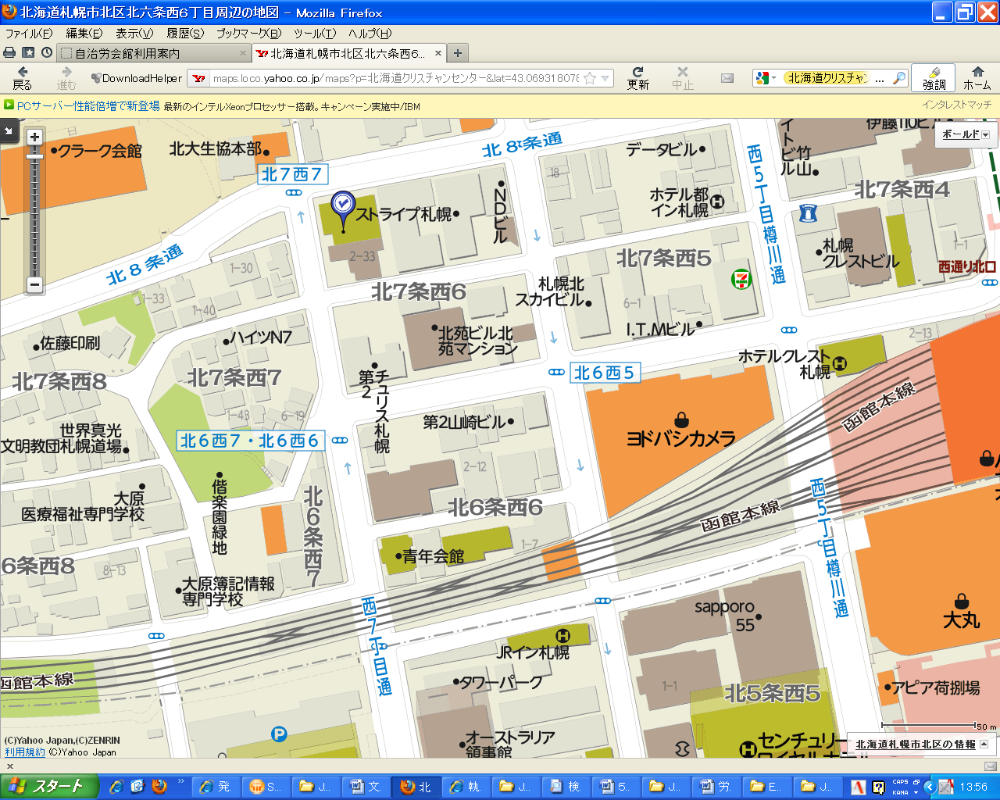 北海道札幌市北区北六条西6丁目周辺の地図 - Mozilla Firefox
ファイル(F) 編集(E) 表示(V) 履歴(S) ブックマーク(B) ツール(T) ヘルプ(H)
自治労会館利用案内
北海道札幌市北区北六条西6...
戻る 進む DownloadHelper
maps.loco.yahoo.co.jp/maps?p=北海道クリスチャンセンター&lat=43.06931807
更新 中止
北海道クリスチャン ...
強調 ホーム
PCサーバー性能倍増で新登場 最新のインテルXeonプロセッサー搭載。キャンペーン実施中/IBM
インタレストマッチ
ボールド
クラーク会館
北大生協本部
北8条通
データビル
イトビル
竹山
伊藤110ビル
北7西7
18
NDビル
西5丁目樽川通
ホテル都イン札幌
北7条西4
ストライプ札幌
2-33
北8条通
1-30
北7条西5
札幌クレストビル
1-1
西通り北口
北7条西6
札幌北スカイビル
6-1
1-33
1-40
I.T.Mビル
佐藤印刷
ハイツN7
北苑ビル北苑マンション
2-13
ホテルクレスト札幌
北7条西8
北7条西7
第2チュリス札幌
北6西5
函館本線
1-43
6-19
世界真光文明教団札幌道場
北6西7・北6西6
第2山崎ビル
ヨドバシカメラ
2-12
大原医療福祉専門学校
偕楽園緑地
北6条西7
北6条西6
函館本線
西5丁目樽川通
6条西8
8-13
大原簿記情報専門学校
青年会館
1-7
西7丁目通
sapporo 55
大丸
JRイン札幌
函館本線
タワーパーク
1-1
北5条西5
アピア荷捌場
P
オーストラリア領事館
センチュリーロイヤルホテル
50 m
(C)Yahoo Japan,(C)ZENRIN
利用規約 (C)Yahoo Japan
北海道札幌市北区の情報
スタート
発
S...
J...
文
北
執
J...
検
5..
J...
労
E...
J...
CAPS
KANA
13:56